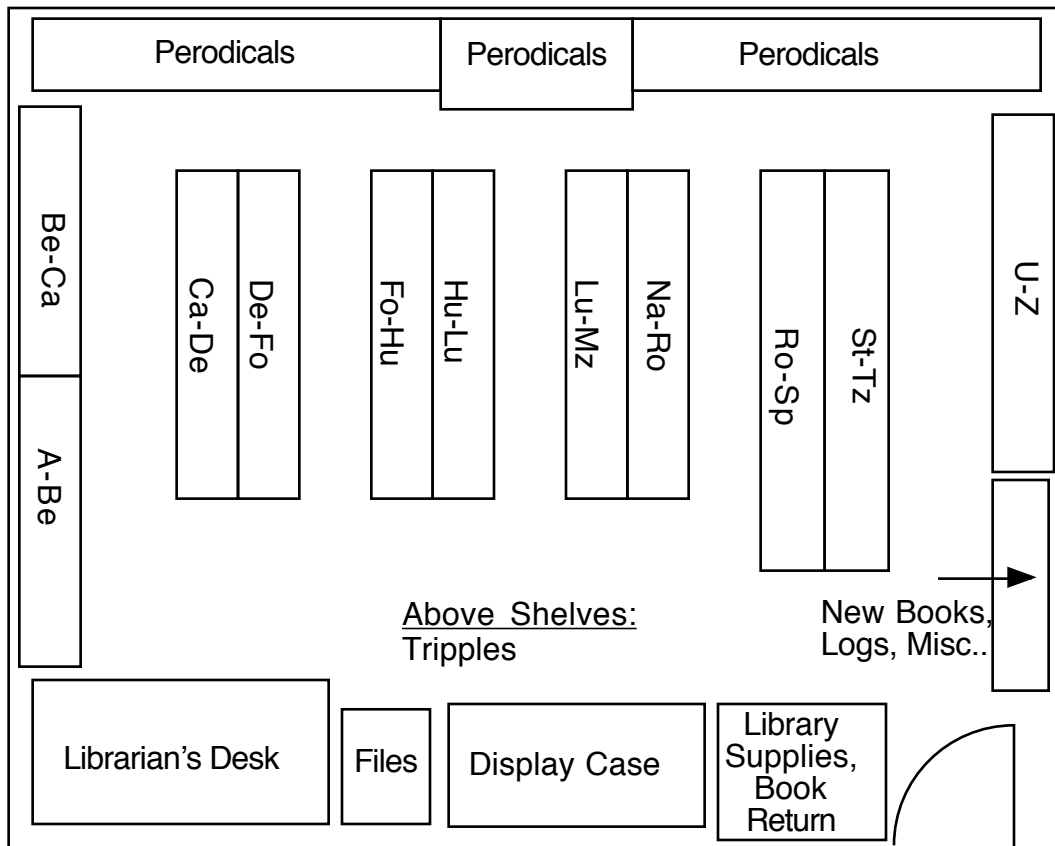 Perodicals
Perodicals
Perodicals
Be-Ca
A-Be
Ca-De
De-Fo
Fo-Hu
Hu-Lu
Lu-Mz
Na-Ro
Ro-Sp
St-Tz
U-Z
Above Shelves:
Tripples
New Books,
Logs, Misc..
Librarian's Desk
Files
Display Case
Library
Supplies,
Book
Return